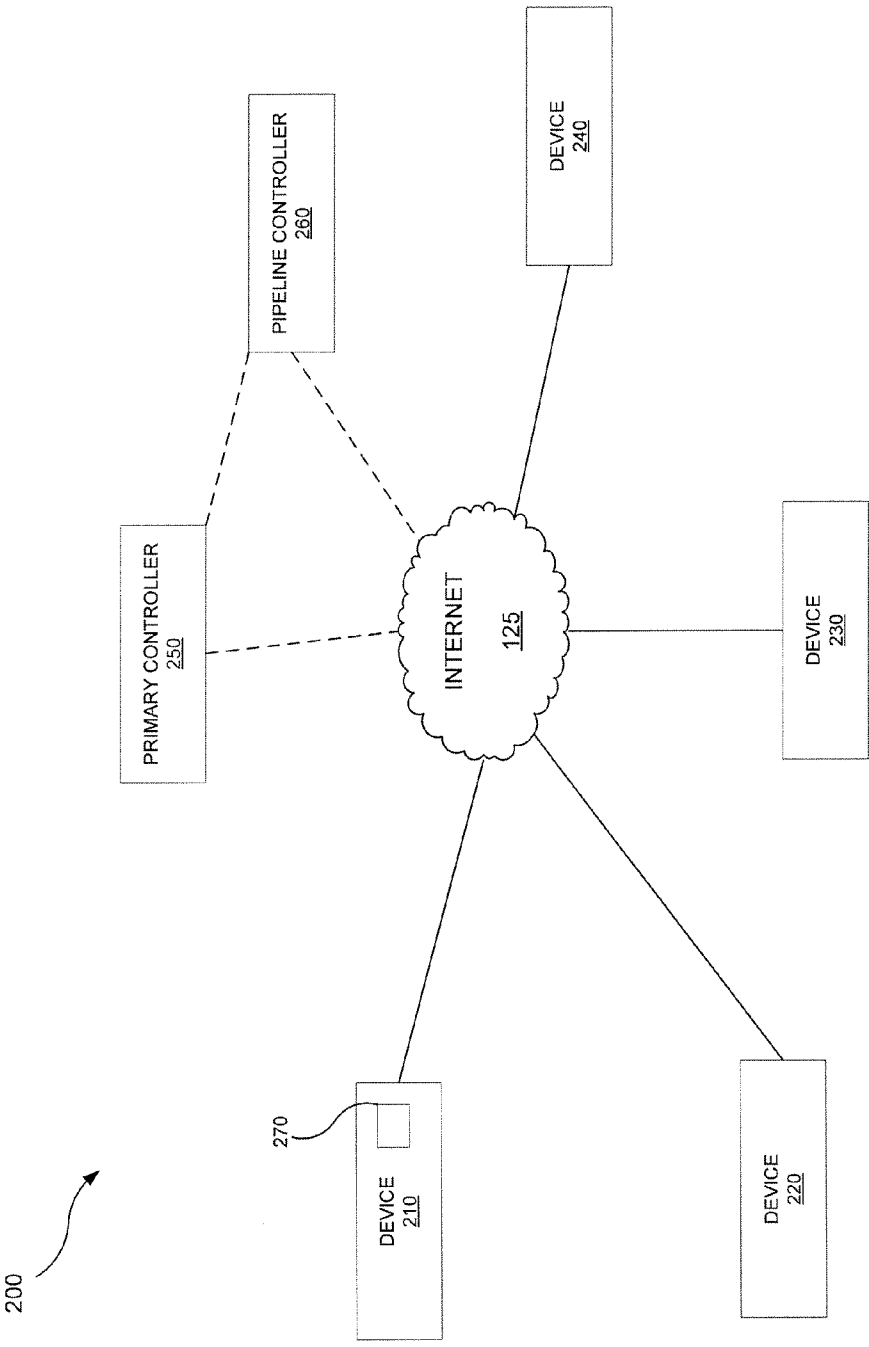 200
PRIMARY CONTROLLER
250
PIPELINE CONTROLLER
260
DEVICE
210
270
INTERNET
125
DEVICE
240
DEVICE
220
DEVICE
230